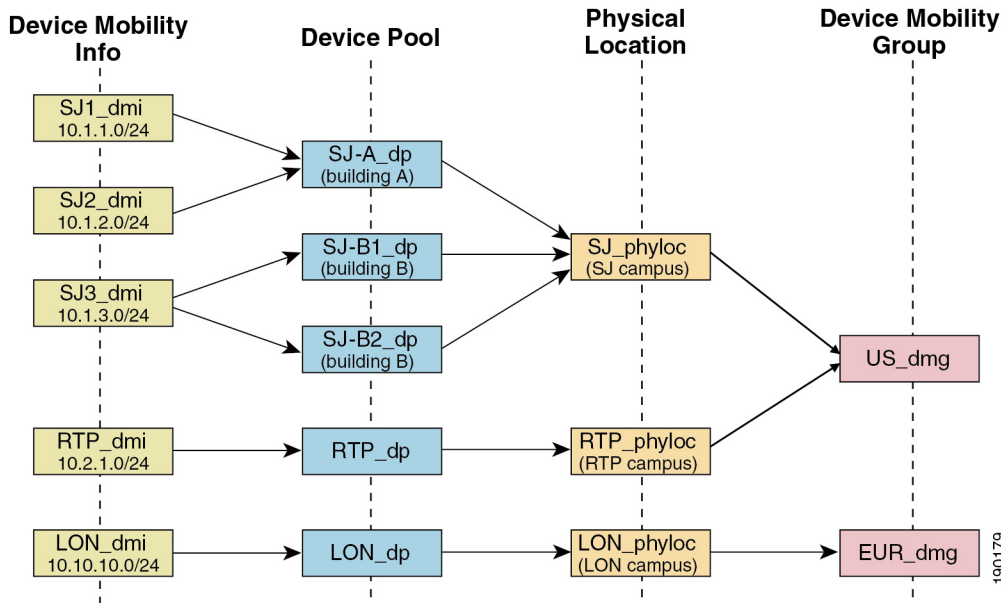 Device Mobility
Info
Device Pool
Physical
Location
Device Mobility
Group
SJ1_dmi
10.1.1.0/24
SJ2_dmi
10.1.2.0/24
SJ3_dmi
10.1.3.0/24
RTP_dmi
10.2.1.0/24
LON_dmi
10.10.10.0/24
SJ-A_dp
(building A)
SJ-B1_dp
(building B)
SJ-B2_dp
(building B)
RTP_dp
LON_dp
SJ_phyloc
(SJ campus)
RTP_phyloc
(RTP campus)
LON_phyloc
(LON campus)
US_dmg
EUR_dmg
190179